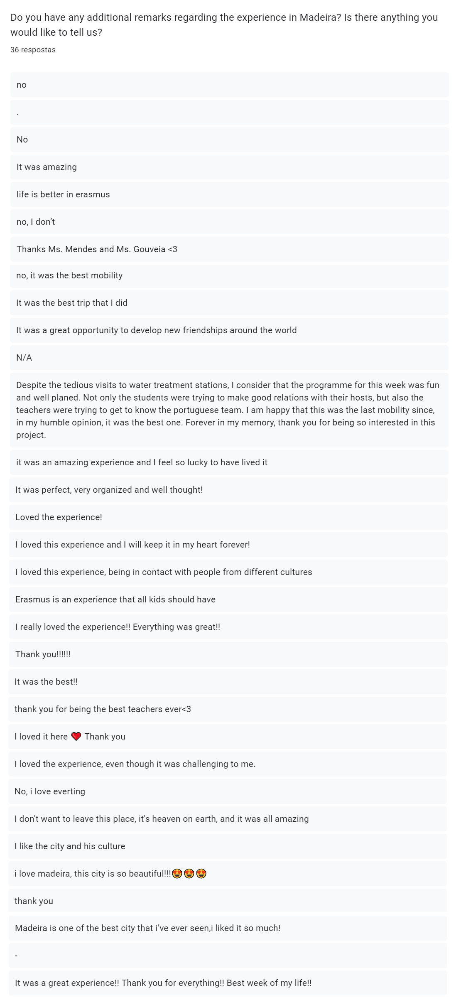 Do you have any additional remarks regarding the experience in Madeira? Is there anything you
would like to tell us?
36 respostas
no
.
No
It was amazing
life is better in erasmus
no, I don’t
Thanks Ms. Mendes and Ms. Gouveia <3
no, it was the best mobility
It was the best trip that I did
It was a great opportunity to develop new friendships around the world
N/A
Despite the tedious visits to water treatment stations, I consider that the programme for this week was fun
and well planed. Not only the students were trying to make good relations with their hosts, but also the
teachers were trying to get to know the portuguese team. I am happy that this was the last mobility since,
in my humble opinion, it was the best one. Forever in my memory, thank you for being so interested in this
project.
it was an amazing experience and I feel so lucky to have lived it
It was perfect, very organized and well thought!
Loved the experience!
I loved this experience and I will keep it in my heart forever!
I loved this experience, being in contact with people from different cultures
Erasmus is an experience that all kids should have
I really loved the experience!! Everything was great!!
Thank you!!!!!!
It was the best!!
thank you for being the best teachers ever<3
I loved it here ❤️ Thank you
I loved the experience, even though it was challenging to me.
No, i love everting
I don't want to leave this place, it's heaven on earth, and it was all amazing
I like the city and his culture
i love madeira, this city is so beautiful!!!😍😍😍
thank you
Madeira is one of the best city that i’ve ever seen,i liked it so much!
-
It was a great experience!! Thank you for everything!! Best week of my life!!